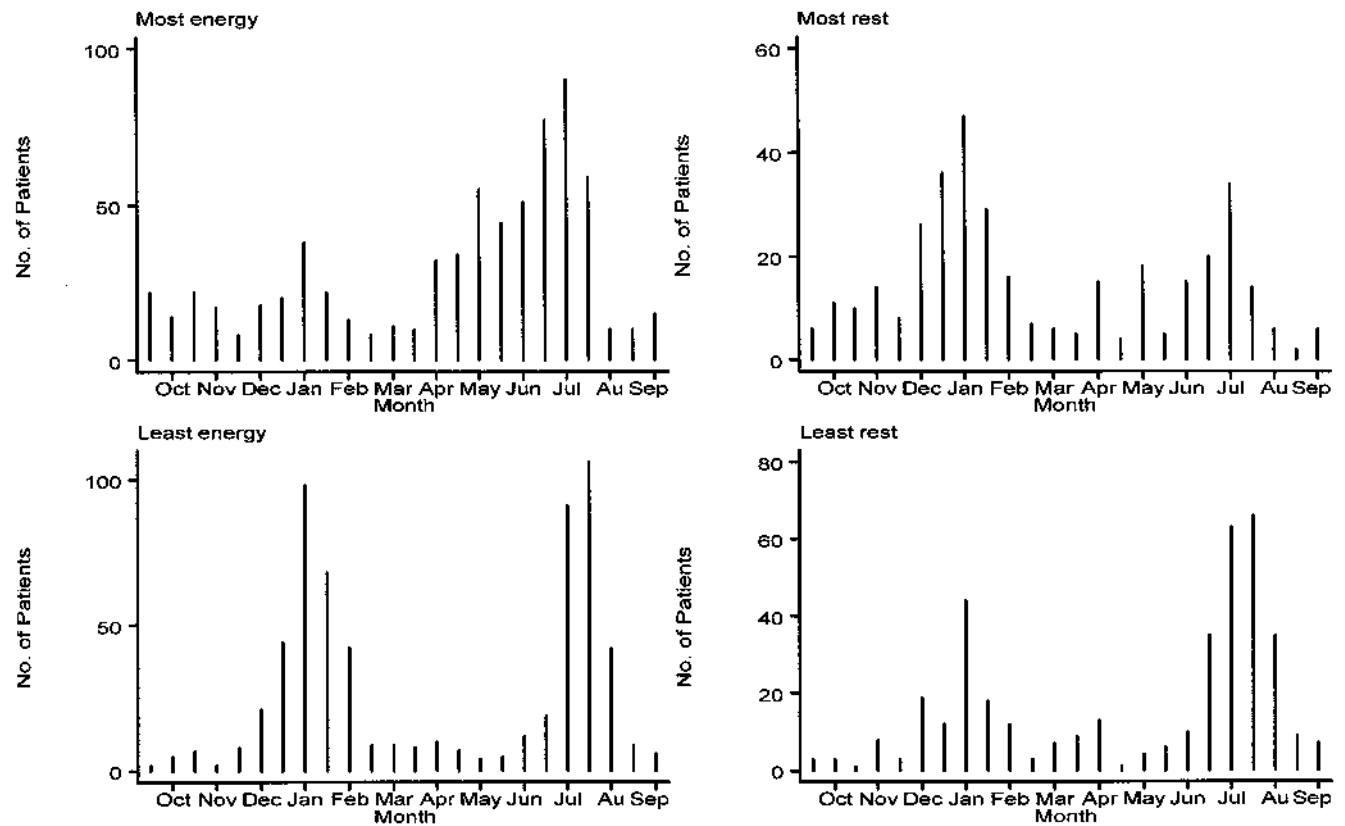 Most energy
100
50
0
No. of Patients
Oct Nov Dec Jan Feb Mar Apr May Jun Jul Au Sep
Month
Most rest
60
40
20
0
No. of Patients
Oct Nov Dec Jan Feb Mar Apr May Jun Jul Au Sep
Month
Least energy
100
50
0
No. of Patients
Oct Nov Dec Jan Feb Mar Apr May Jun Jul Au Sep
Month
Least rest
80
60
40
20
0
No. of Patients
Oct Nov Dec Jan Feb Mar Apr May Jun Jul Au Sep
Month